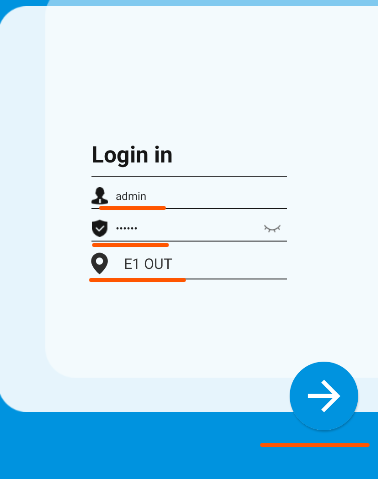 Login in
admin
••••••
E1 OUT